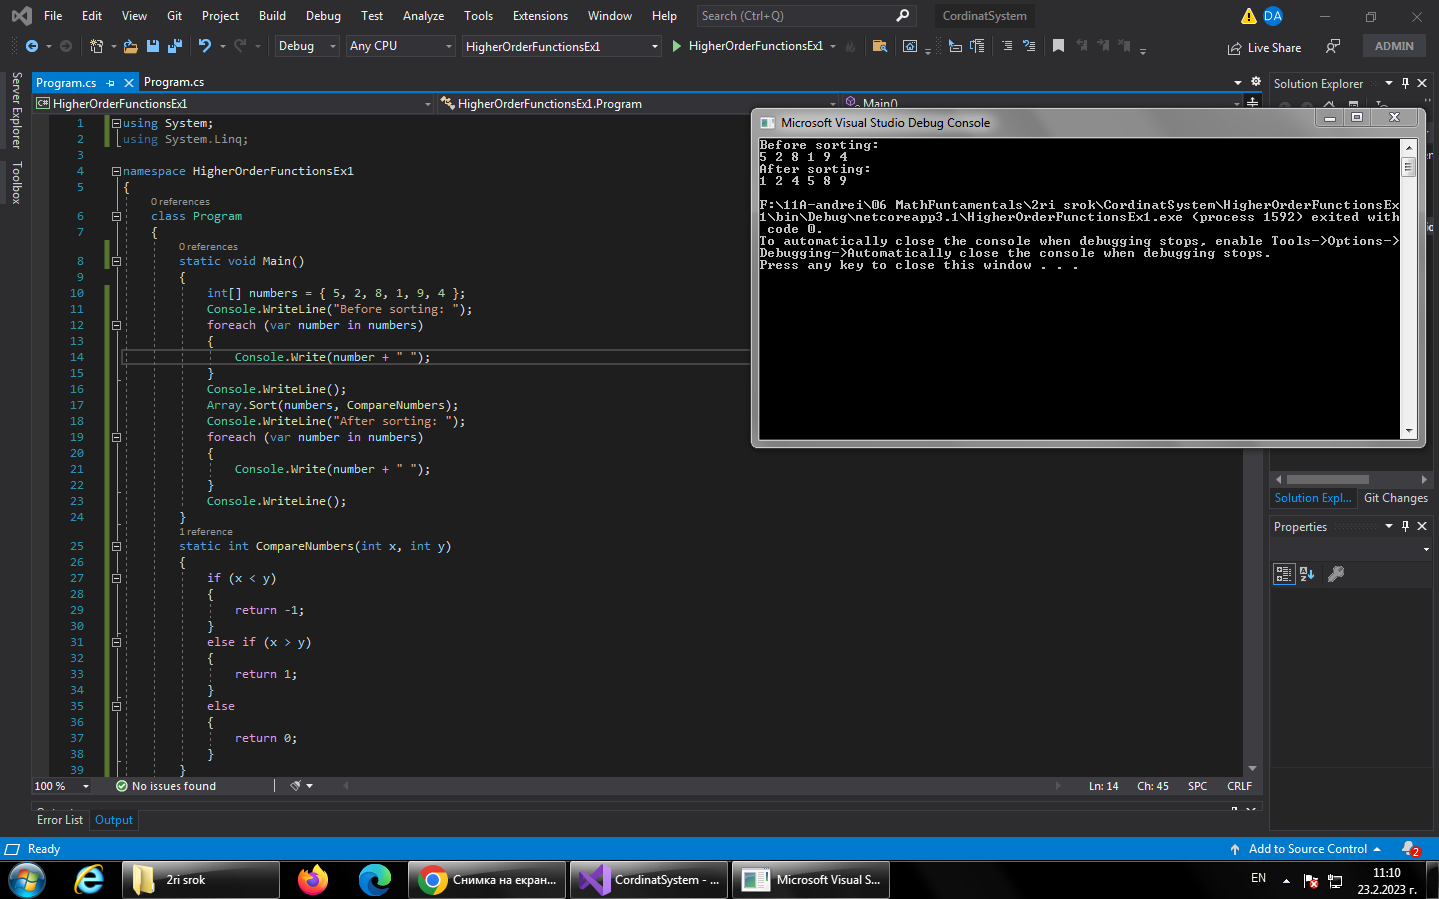 File Edit View Git Project Build Debug Test Analyze Tools Extensions Window Help Search (Ctrl+Q) CordinatSystem DA
Debug Any CPU HigherOrderFunctionsEx1 HigherOrderFunctionsEx1 Live Share ADMIN
Server Explorer
Toolbox
Program.cs Program.cs
HigherOrderFunctionsEx1 HigherOrderFunctionsEx1.Program Main()
1 using System;
2 using System.Linq;
3
4 namespace HigherOrderFunctionsEx1
5 {
0 references
6 class Program
7 {
0 references
8 static void Main()
9 {
10 int[] numbers = { 5, 2, 8, 1, 9, 4 };
11 Console.WriteLine("Before sorting: ");
12 foreach (var number in numbers)
13 {
14 Console.Write(number + " ");
15 }
16 Console.WriteLine();
17 Array.Sort(numbers, CompareNumbers);
18 Console.WriteLine("After sorting: ");
19 foreach (var number in numbers)
20 {
21 Console.Write(number + " ");
22 }
23 Console.WriteLine();
24 }
1 reference
25 static int CompareNumbers(int x, int y)
26 {
27 if (x < y)
28 {
29 return -1;
30 }
31 else if (x > y)
32 {
33 return 1;
34 }
35 else
36 {
37 return 0;
38 }
39 }
100 % No issues found Ln: 14 Ch: 45 SPC CRLF
Error List Output
Microsoft Visual Studio Debug Console
Before sorting:
5 2 8 1 9 4
After sorting:
1 2 4 5 8 9
F:\11A-andrei\06 MathFuntamentals\2ri srok\CordinatSystem\HigherOrderFunctionsEx
1\bin\Debug\netcoreapp3.1\HigherOrderFunctionsEx1.exe (process 1592) exited with
code 0.
To automatically close the console when debugging stops, enable Tools->Options->
Debugging->Automatically close the console when debugging stops.
Press any key to close this window . . .
Solution Explorer
Solution Expl... Git Changes
Properties
Ready Add to Source Control 2
2ri srok Снимка на екран... CordinatSystem - ... Microsoft Visual S... EN 11:10
23.2.2023 г.